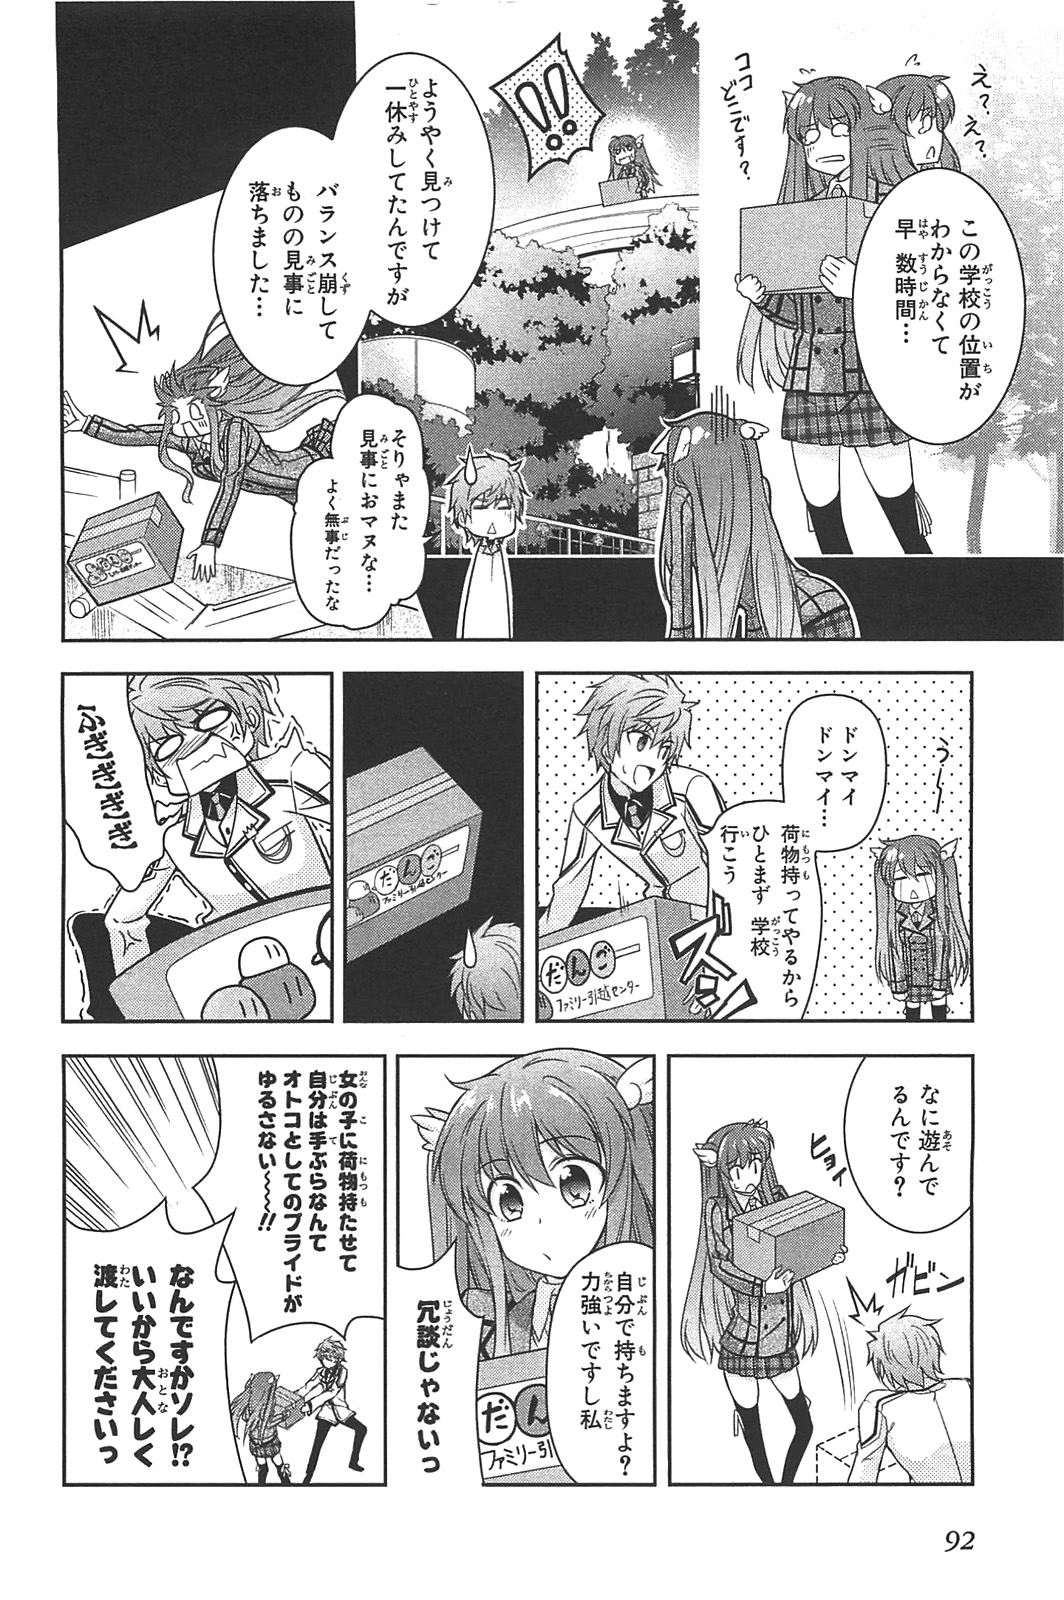 え？
え？
ココ
どこです？
この学校の位置が
わからなくて
早 数時間…
!!
ようやく見つけて
一休みしてたんですが
バランス崩して
ものの見事に
落ちました…
そりゃまた
見事におマヌな…
よく無事だったな
う〜〜
ドンマイ
ドンマイ…
荷物持ってやるから
ひとまず 学校
行こう
ズシッ
だんご
ファミリー引越センター
だんご
ファミリー引越センター
【ふぎぎぎぎ】
なに遊んで
るんです？
ヒョイ
ガビン
自分で持ちますよ？
力強いですし私
だん
ファミリー引
冗談じゃないっ
女の子に荷物持たせて
自分は手ぶらなんて
オトコとしてのプライドが
ゆるさない〜〜〜!!
なんですかソレ!?
いいから大人しく
渡してくださいっ
92